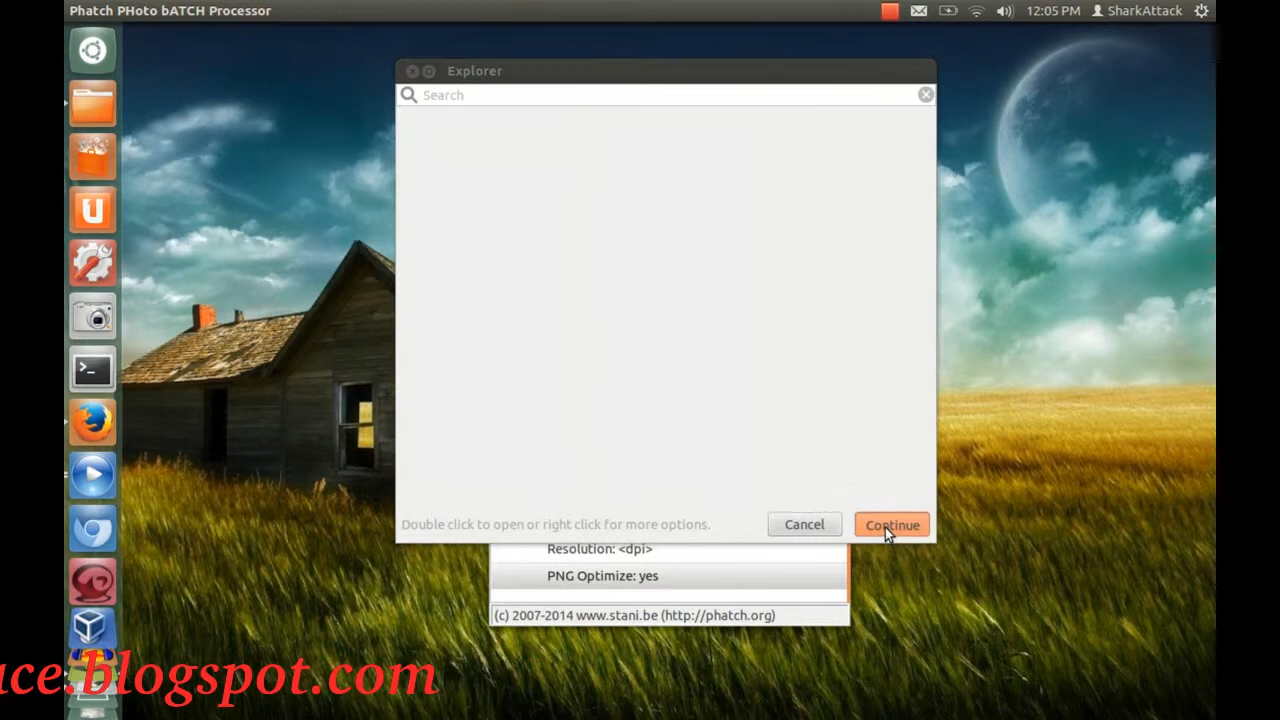 Phatch PHoto bATCH Processor
12:05 PM SharkAttack
Explorer
Search
Double click to open or right click for more options.
Cancel
Continue
Resolution: <dpi>
PNG Optimize: yes
(c) 2007-2014 www.stani.be (http://phatch.org)
ace.blogspot.com